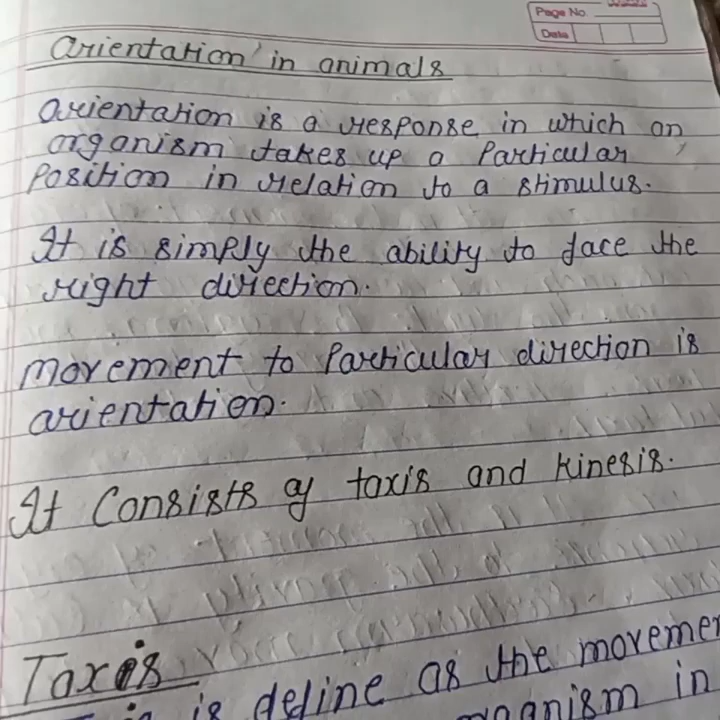 Page No.
Date
Orientation in animals
Orientation is a response in which an
organism takes up a particular
position in relation to a stimulus.
It is simply the ability to face the
right direction.
Movement to particular direction is
orientation.
It Consists of taxis and kinesis.
Taxis
is define as the moveme
organism in